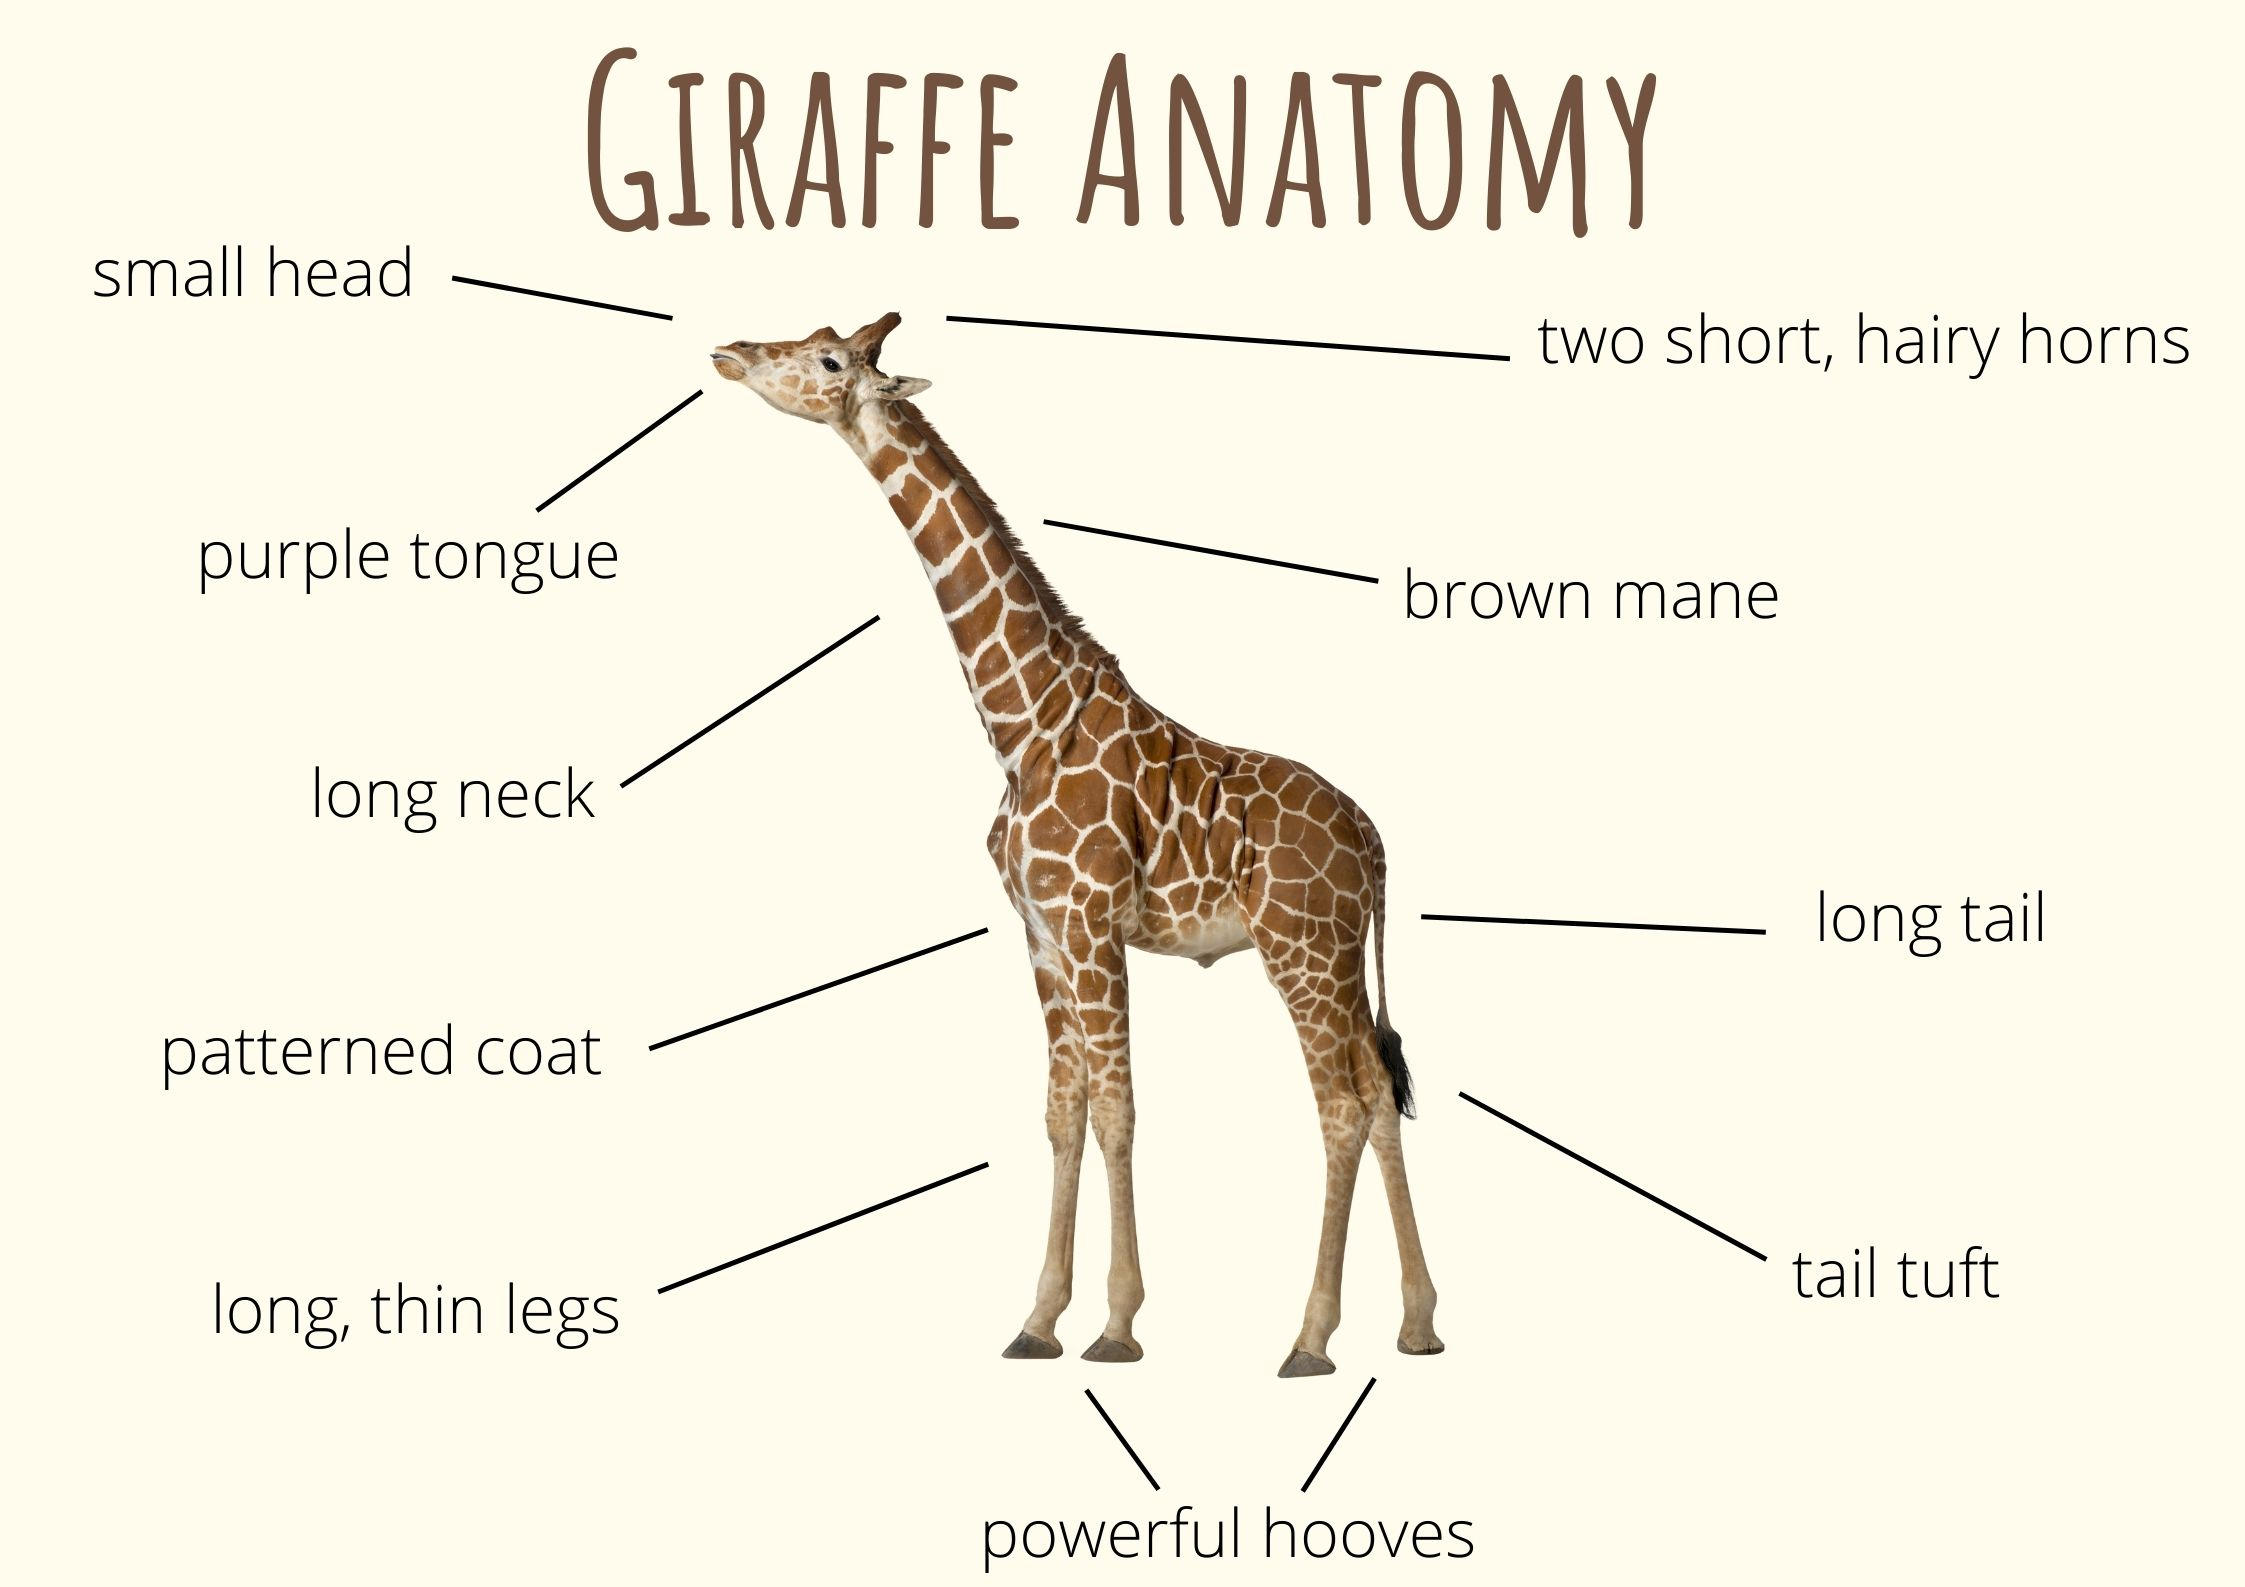 Giraffe Anatomy
small head
two short, hairy horns
purple tongue
brown mane
long neck
long tail
patterned coat
tail tuft
long, thin legs
powerful hooves